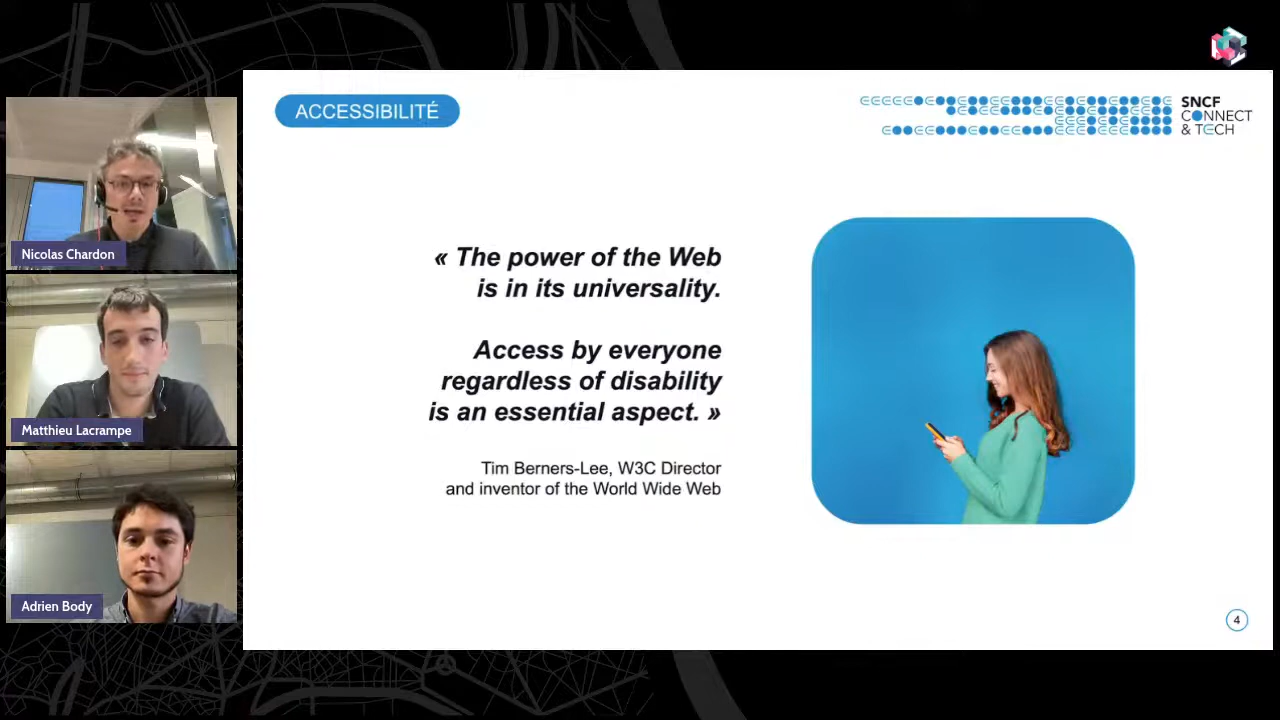 ACCESSIBILITÉ
SNCF
CONNECT
& TECH
Nicolas Chardon
Matthieu Lacrampe
Adrien Body
« The power of the Web
is in its universality.
Access by everyone
regardless of disability
is an essential aspect. »
Tim Berners-Lee, W3C Director
and inventor of the World Wide Web
4